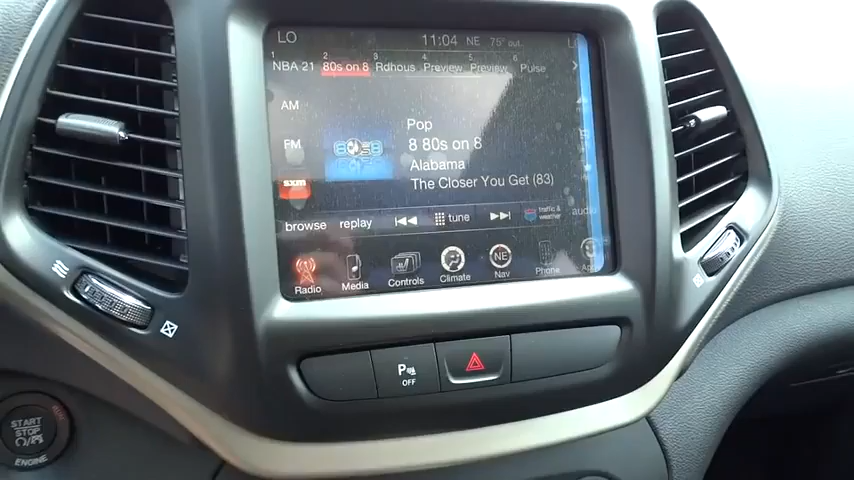 LO 11:04 NE 75° out
1 2 3 4 5 6
NBA 21 80s on 8 Rdhous Preview Preview Pulse
AM
FM
sxm
Pop
8 80s on 8
Alabama
The Closer You Get (83)
browse replay tune traffic & weather audio
Radio Media Controls Climate Nav Phone
NE
P
OFF
START
STOP
ENGINE